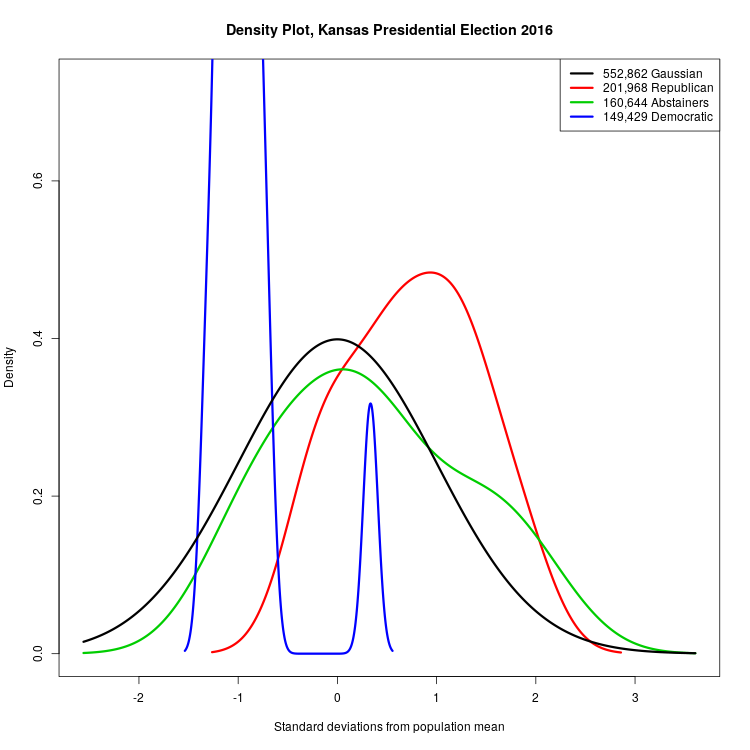 Density Plot, Kansas Presidential Election 2016
552,862 Gaussian
201,968 Republican
160,644 Abstainers
149,429 Democratic
0.6
0.4
0.2
0.0
Density
-2 -1 0 1 2 3
Standard deviations from population mean